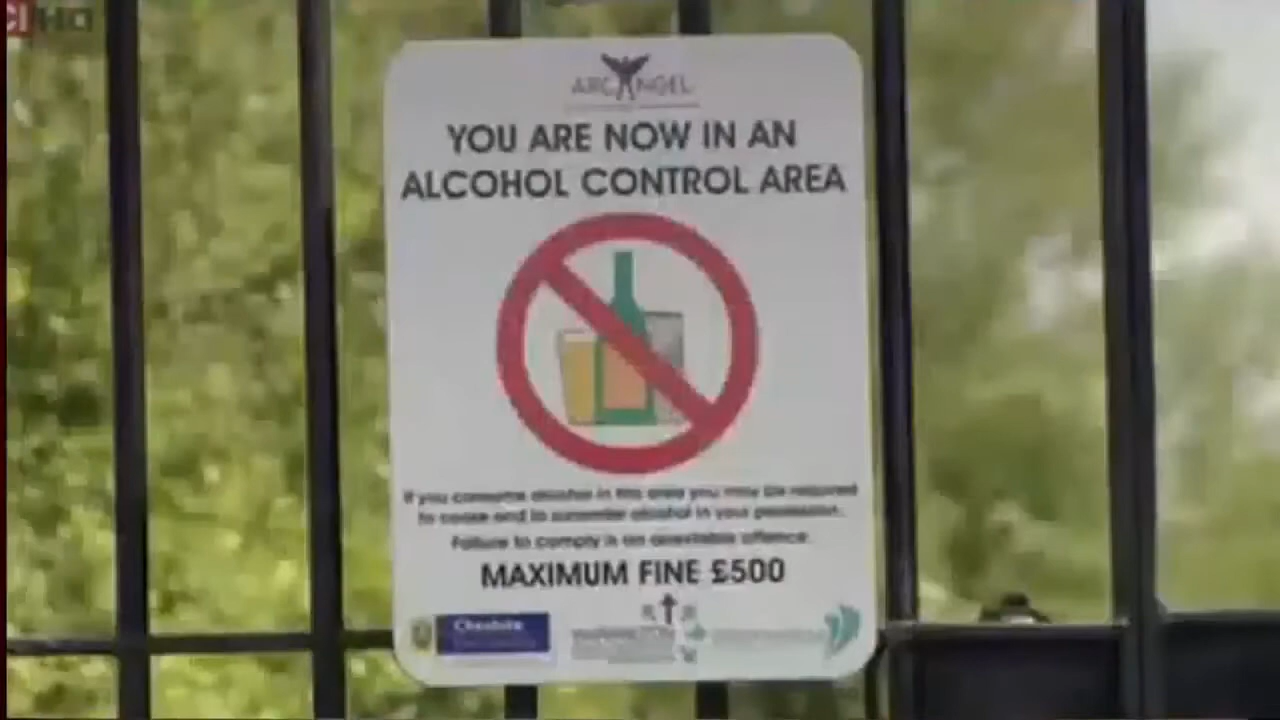 CI HD
ARCANGEL
YOU ARE NOW IN AN
ALCOHOL CONTROL AREA
If you consume alcohol in this area you may be required
to cease and to surrender alcohol in your possession.
Failure to comply is an arrestable offence.
MAXIMUM FINE £500
Cheshire